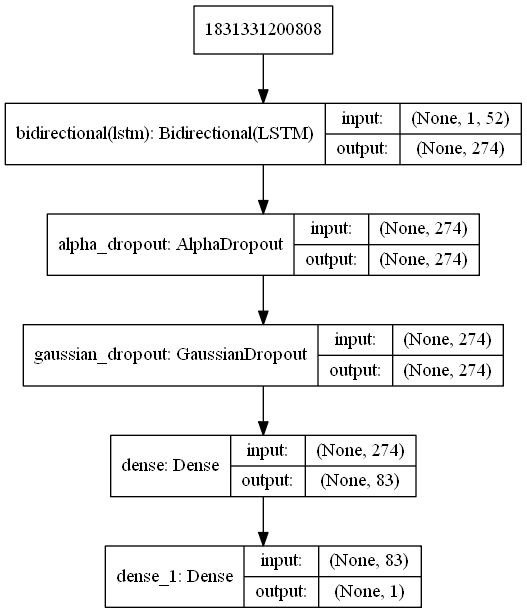 1831331200808
bidirectional(lstm): Bidirectional(LSTM)
input: (None, 1, 52)
output: (None, 274)
alpha_dropout: AlphaDropout
input: (None, 274)
output: (None, 274)
gaussian_dropout: GaussianDropout
input: (None, 274)
output: (None, 274)
dense: Dense
input: (None, 274)
output: (None, 83)
dense_1: Dense
input: (None, 83)
output: (None, 1)